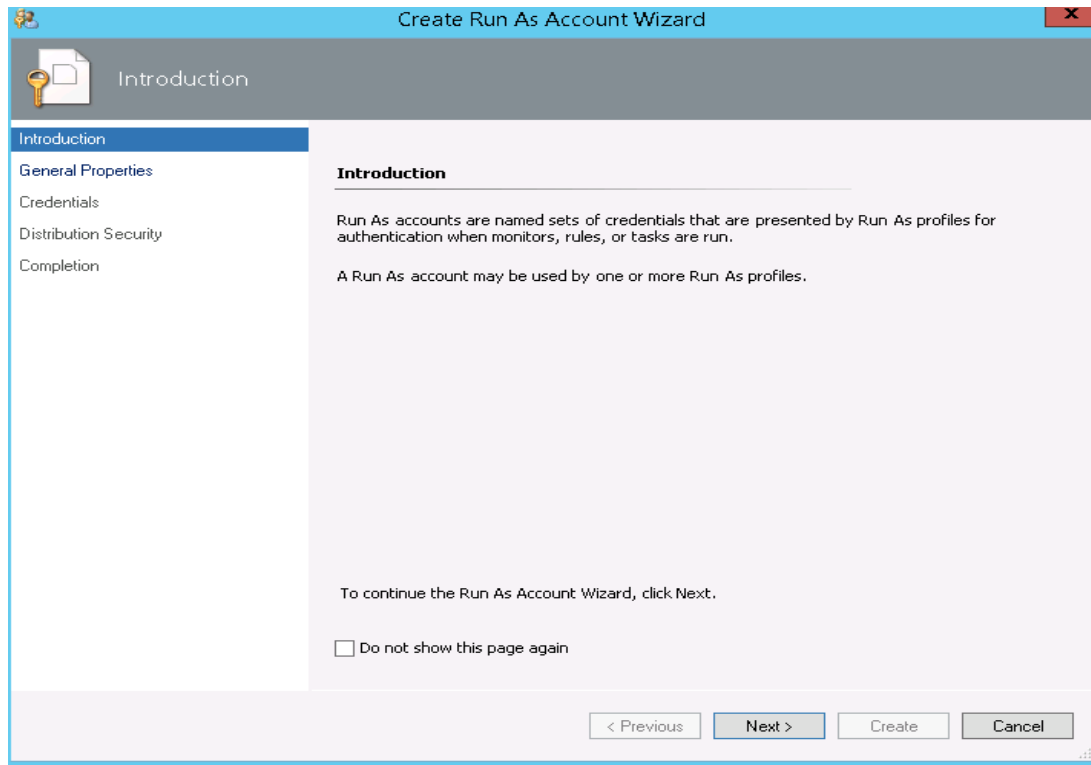 Create Run As Account Wizard
x
Introduction
Introduction
General Properties
Credentials
Distribution Security
Completion
Introduction
Run As accounts are named sets of credentials that are presented by Run As profiles for
authentication when monitors, rules, or tasks are run.
A Run As account may be used by one or more Run As profiles.
To continue the Run As Account Wizard, click Next.
Do not show this page again
< Previous
Next >
Create
Cancel